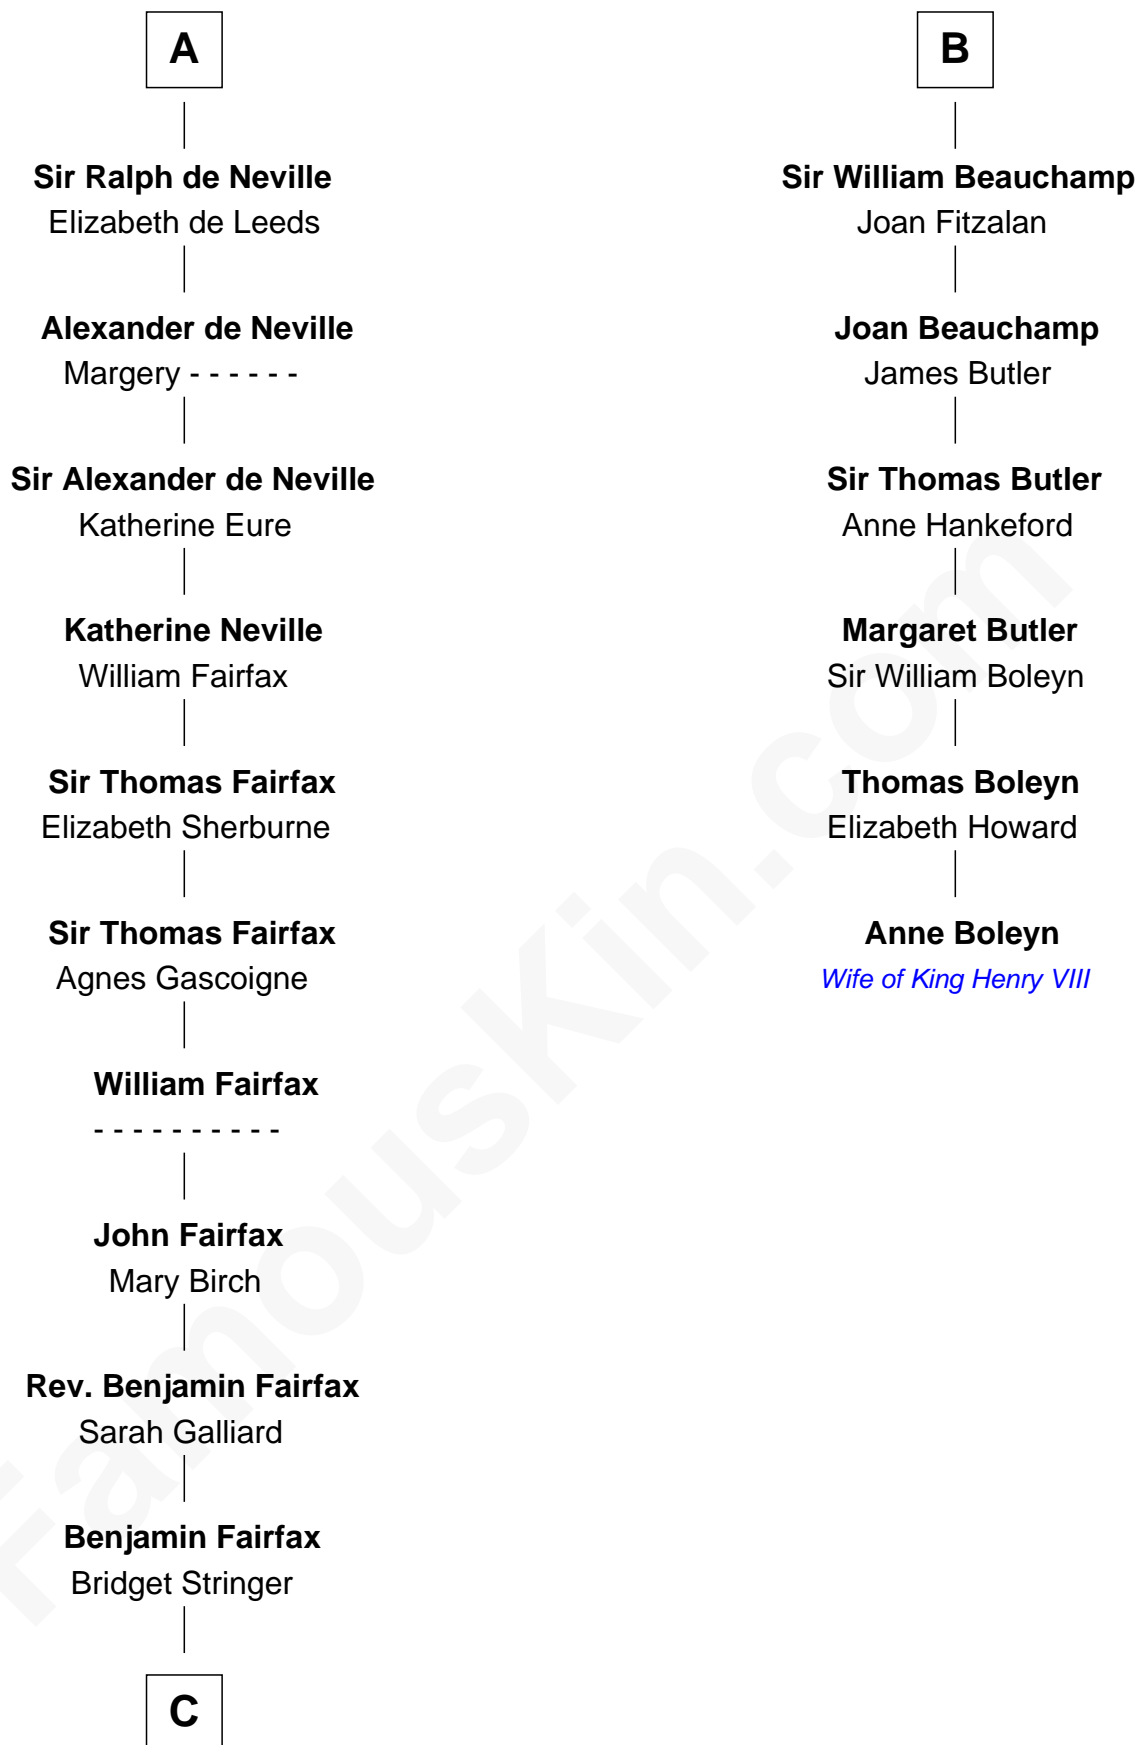 A
Sir Ralph de Neville
Elizabeth de Leeds
Alexander de Neville
Margery - - - - - -
Sir Alexander de Neville
Katherine Eure
Katherine Neville
William Fairfax
Sir Thomas Fairfax
Elizabeth Sherburne
Sir Thomas Fairfax
Agnes Gascoigne
William Fairfax
- - - - - - - - - -
John Fairfax
Mary Birch
Rev. Benjamin Fairfax
Sarah Galliard
Benjamin Fairfax
Bridget Stringer
C
B
Sir William Beauchamp
Joan Fitzalan
Joan Beauchamp
James Butler
Sir Thomas Butler
Anne Hankeford
Margaret Butler
Sir William Boleyn
Thomas Boleyn
Elizabeth Howard
Anne Boleyn
Wife of King Henry VIII
FamousKin.com